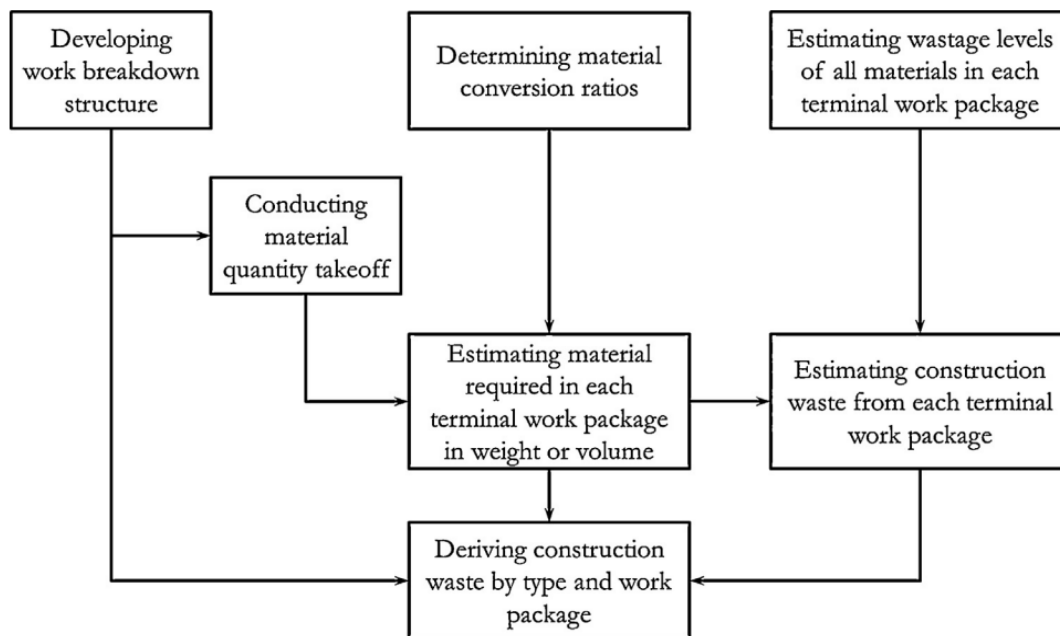 Developing
work breakdown
structure
Determining material
conversion ratios
Estimating wastage levels
of all materials in each
terminal work package
Conducting
material
quantity takeoff
Estimating material
required in each
terminal work package
in weight or volume
Estimating construction
waste from each terminal
work package
Deriving construction
waste by type and work
package